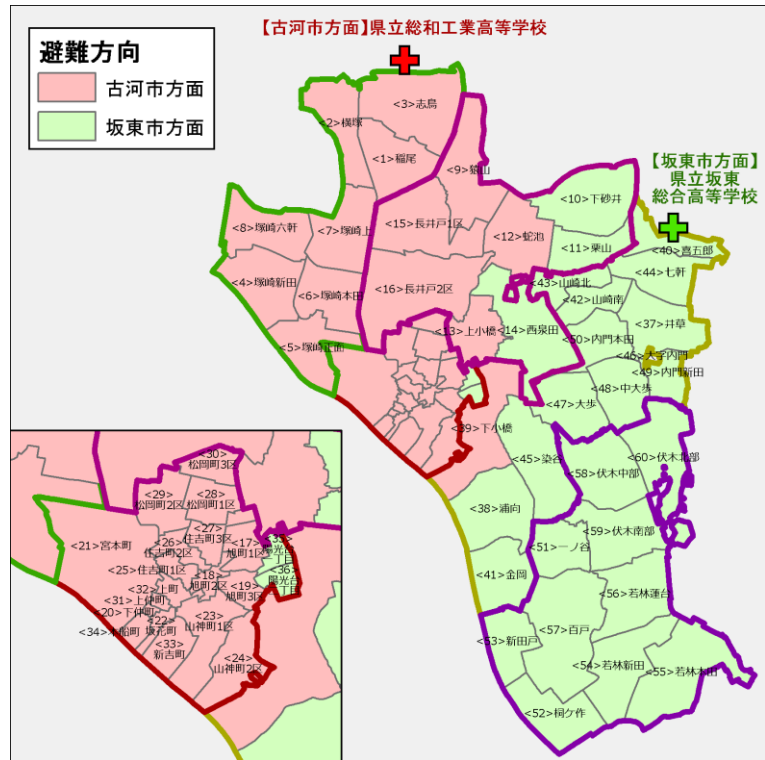 【古河市方面】県立総和工業高等学校
避難方向
古河市方面
坂東市方面
【坂東市方面】
県立坂東
総合高等学校
<3>志鳥
<2>横塚
<1>稲尾
<9>猿山
<10>下砂井
<15>長井戸1区
<8>塚崎六軒
<7>塚崎上
<12>蛇池
<11>栗山
<40>喜五郎
<44>七軒
<4>塚崎新田
<6>塚崎本田
<16>長井戸2区
<43>山崎北
<42>山崎南
<5>塚崎正面
<13>上小橋
<14>西泉田
<37>井草
<50>内門本田
<46>大字内門
<49>内門新田
<48>中大歩
<47>大歩
<39>下小橋
<45>染谷
<60>伏木北部
<58>伏木中部
<38>浦向
<59>伏木南部
<51>一ノ谷
<41>金岡
<56>若林蓮台
<53>新田戸
<57>百戸
<54>若林新田
<55>若林本田
<52>桐ケ作
<30>
松岡町3区
<29>
松岡町2区
<28>
松岡町1区
<27>
住吉町3区
<21>宮本町
<26>
住吉町2区
<17>
旭町1区
<35>
陽光台
丁目
<25>住吉町1区
<18>
旭町2区
<36>
陽光台
丁目
<32>上町
<19>
旭町3区
<31>上仲町
<20>下仲町
<22>
坂花町
<23>
山神町1区
<34>本船町
<33>
新吉町
<24>
山神町2区